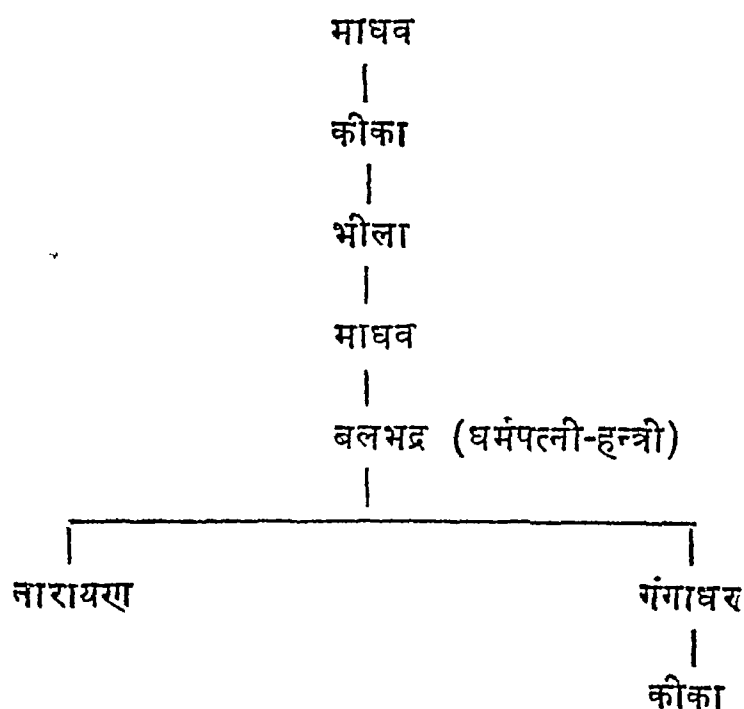 माधव
कीका
भीला
माधव
बलभद्र (धर्मपत्नी-हन्त्री)
नारायण गंगाधर
कीका